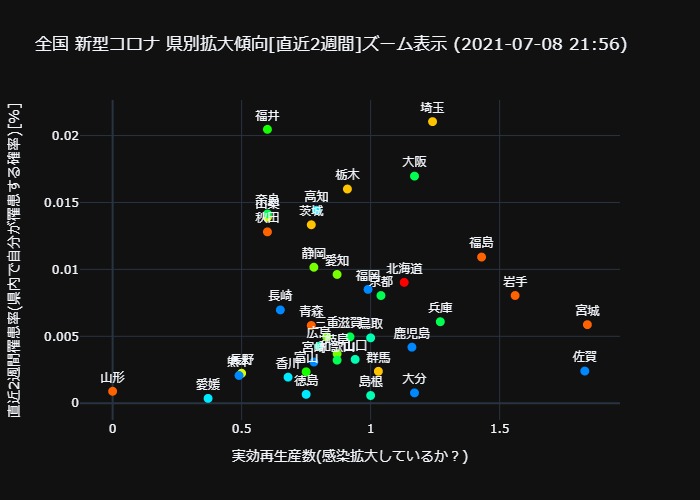 全国 新型コロナ 県別拡大傾向[直近2週間]ズーム表示 (2021-07-08 21:56)
直近2週間罹患率(県内で自分が罹患する確率)[%]
0.02
0.015
0.01
0.005
0
埼玉
福井
大阪
栃木
高知
茨城
秋田
福島
静岡
愛知
北海道
福岡
京都
岩手
長崎
兵庫
青森
三重
滋賀
鳥取
宮城
広島
鹿児島
山口
群馬
佐賀
富山
長野
香川
山形
愛媛
徳島
島根
大分
0
0.5
1
1.5
実効再生産数(感染拡大しているか？)